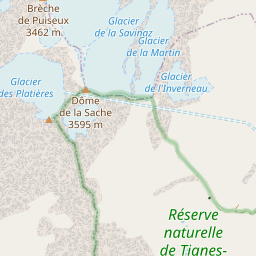 Brèche
de Puiseux
3462 m
Glacier
de la Savinaz
Glacier
de la Martin
Glacier
de l'Inverneau
Glacier
des Platières
Dôme
de la Sache
3595 m
Réserve
naturelle
de Tignes-